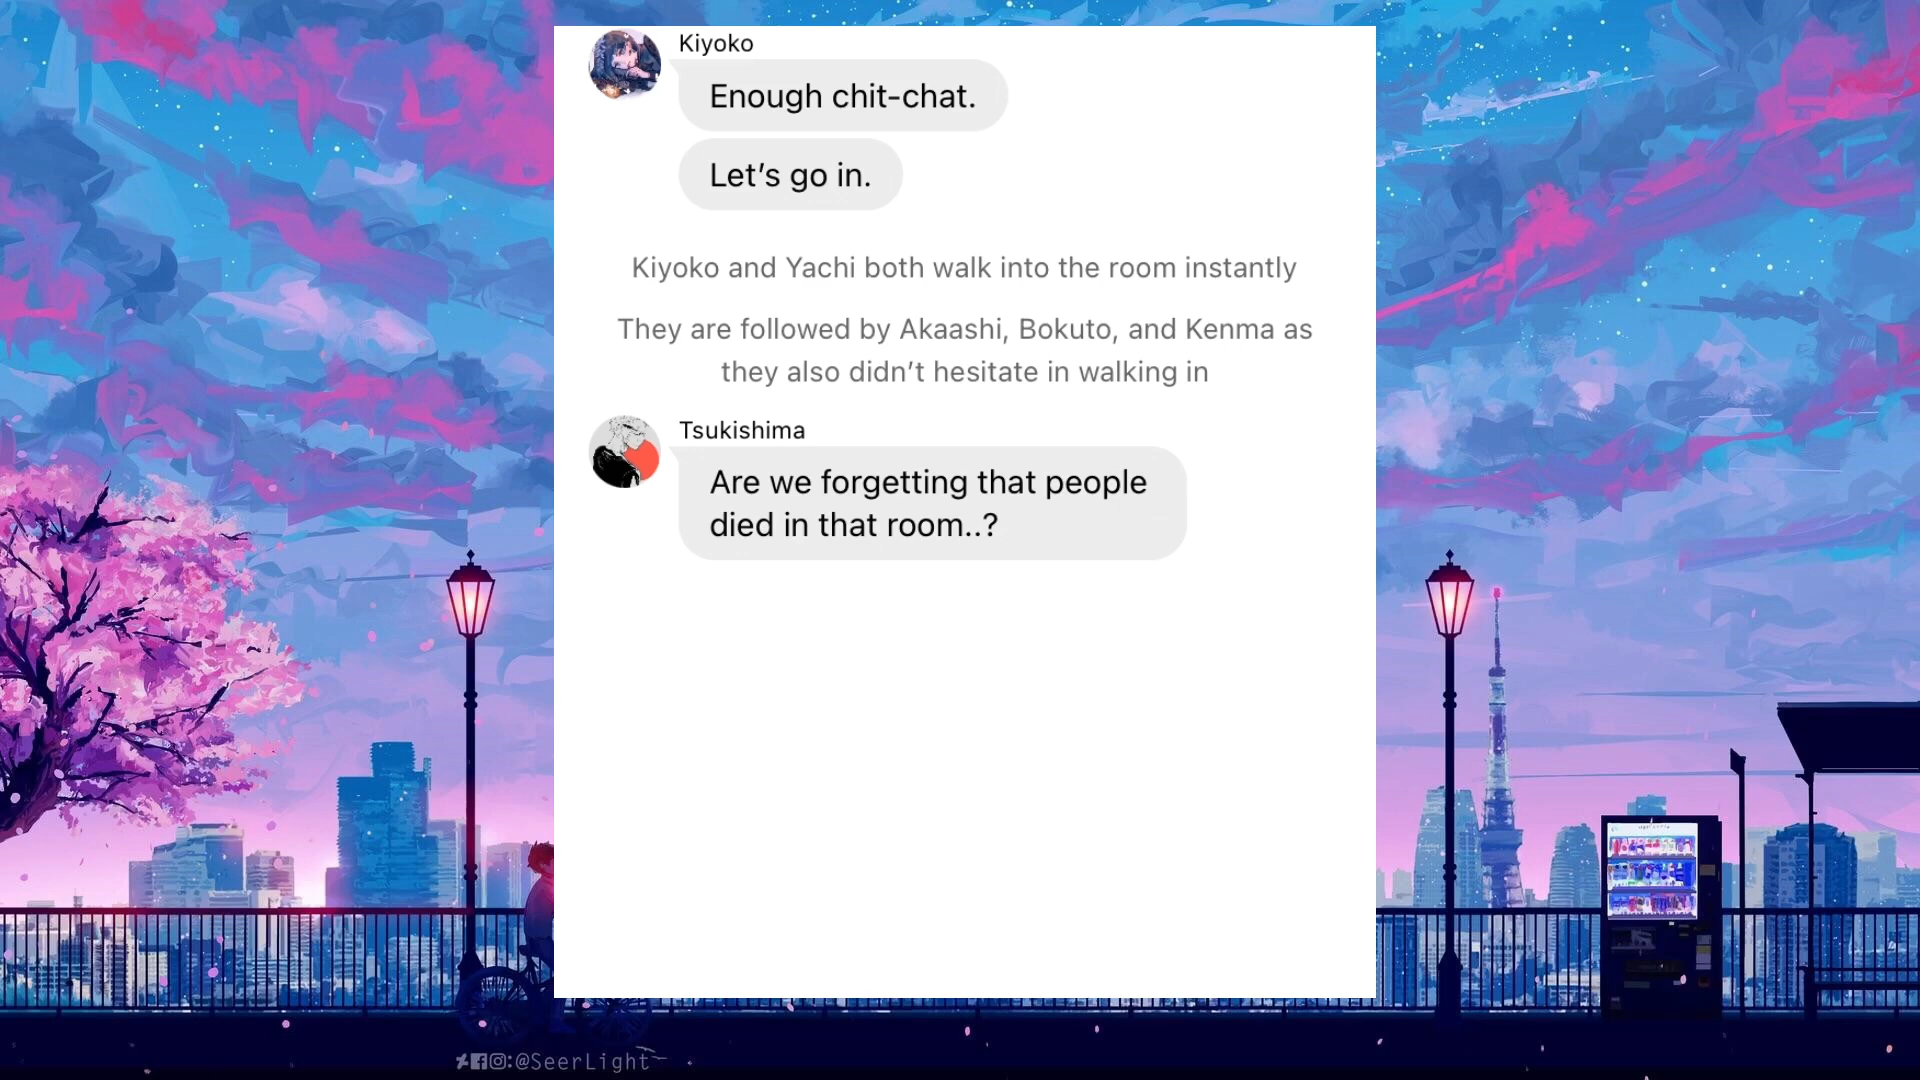 Kiyoko
Enough chit-chat.
Let’s go in.
Kiyoko and Yachi both walk into the room instantly
They are followed by Akaashi, Bokuto, and Kenma as
they also didn’t hesitate in walking in
Tsukishima
Are we forgetting that people
died in that room..?
:@SeerLight